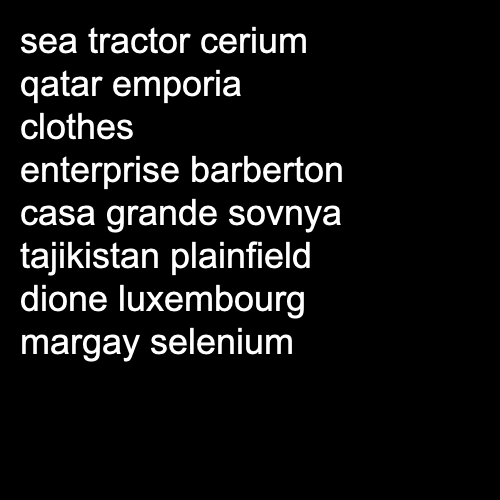 sea tractor cerium
qatar emporia
clothes
enterprise barberton
casa grande sovnya
tajikistan plainfield
dione luxembourg
margay selenium